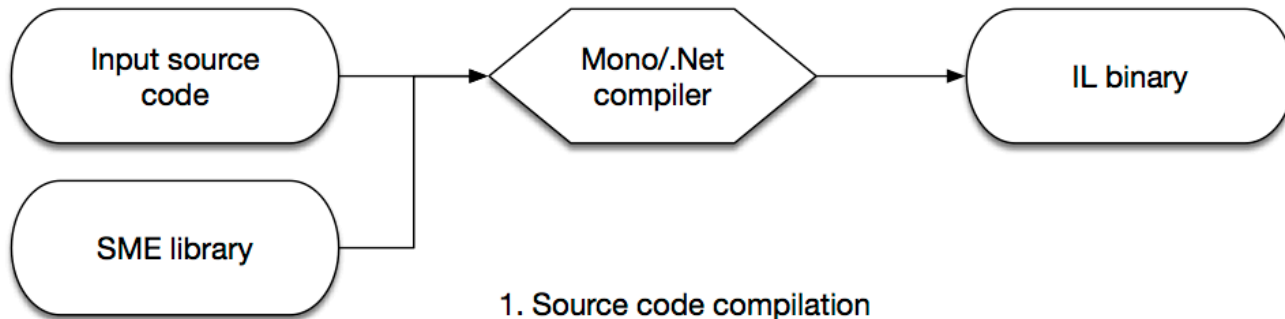 Input source
code
Mono/.Net
compiler
IL binary
SME library
1. Source code compilation